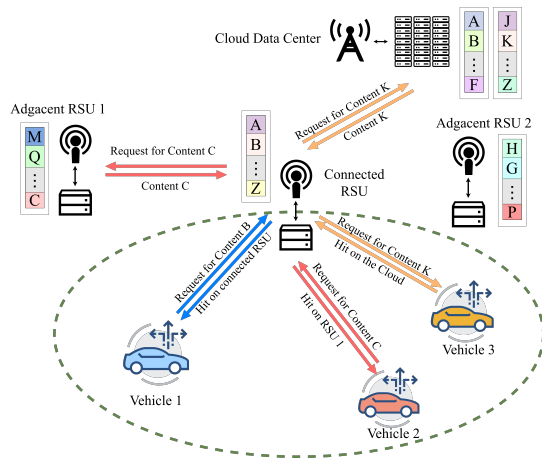 Cloud Data Center
A
B
⋮
F
J
K
⋮
Z
Request for Content K
Content K
Adgacent RSU 1
M
Q
⋮
C
Request for Content C
Content C
A
B
⋮
Z
Connected
RSU
Adgacent RSU 2
H
G
⋮
P
Request for Content B
Hit on connected RSU
Request for Content K
Hit on the Cloud
Request for Content C
Hit on RSU 1
Vehicle 1
Vehicle 2
Vehicle 3